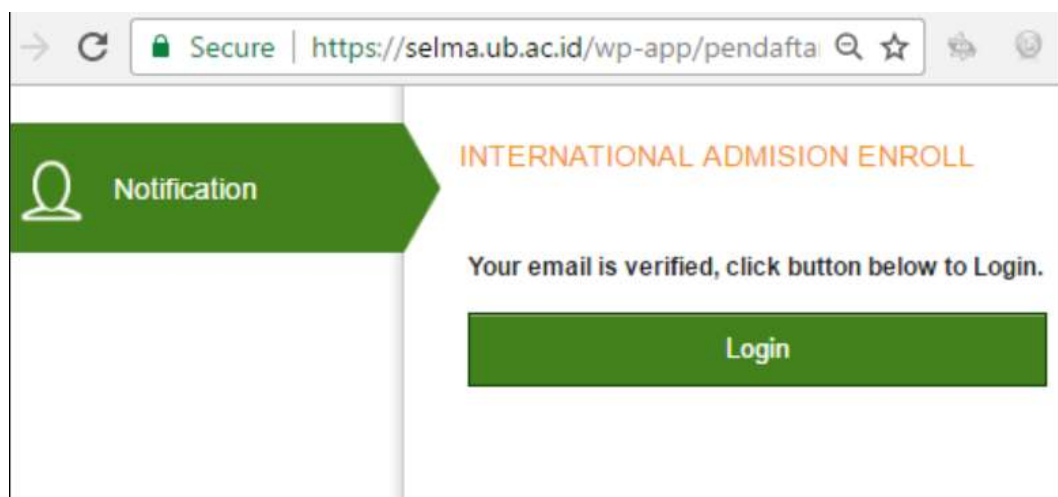 Secure | https://selma.ub.ac.id/wp-app/pendafta
Notification
INTERNATIONAL ADMISION ENROLL
Your email is verified, click button below to Login.
Login